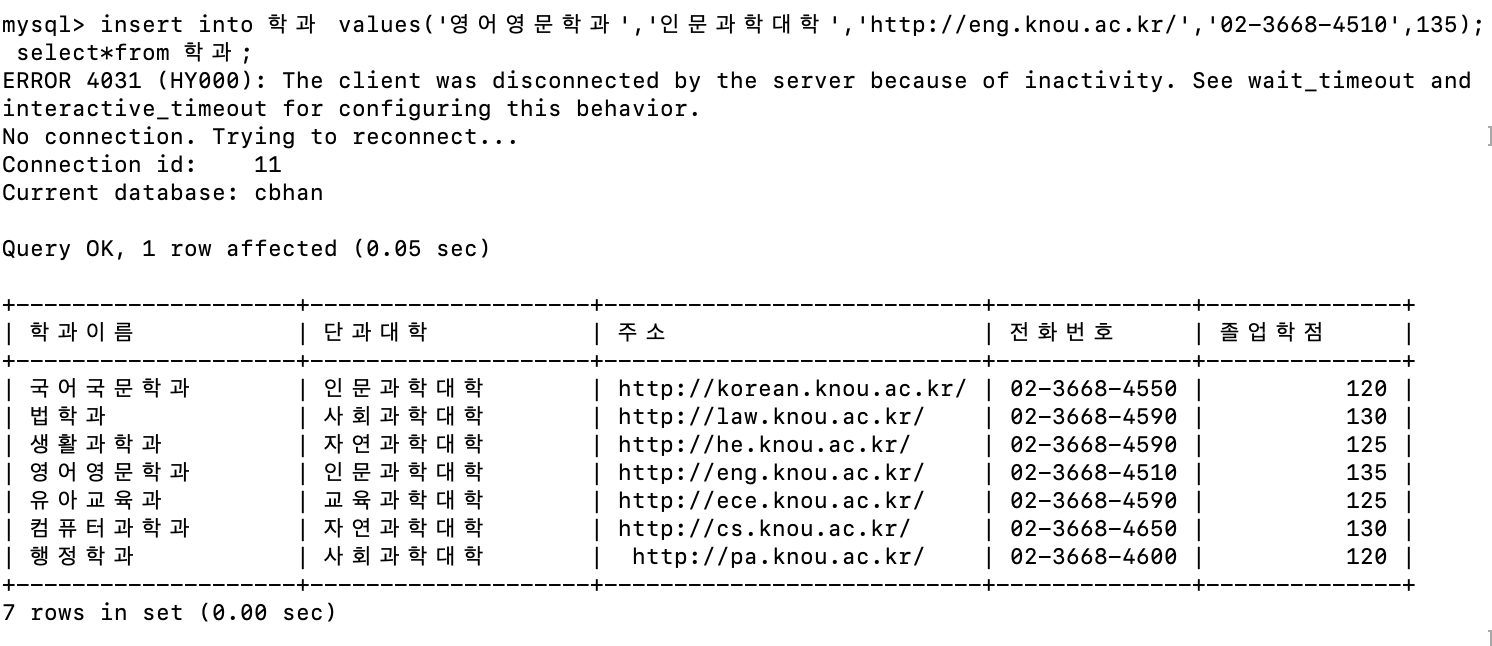 mysql> insert into 학과 values('영어영문학과','인문과학대학','http://eng.knou.ac.kr/','02-3668-4510',135);
 select*from 학과;
ERROR 4031 (HY000): The client was disconnected by the server because of inactivity. See wait_timeout and
interactive_timeout for configuring this behavior.
No connection. Trying to reconnect...
]
Connection id:    11
Current database: cbhan

Query OK, 1 row affected (0.05 sec)

+--------------------+--------------------+---------------------------+--------------+--------------+
| 학과이름 | 단과대학 | 주소 | 전화번호 | 졸업학점 |
+--------------------+--------------------+---------------------------+--------------+--------------+
| 국어국문학과 | 인문과학대학 | http://korean.knou.ac.kr/ | 02-3668-4550 | 120 |
| 법학과 | 사회과학대학 | http://law.knou.ac.kr/ | 02-3668-4590 | 130 |
| 생활과학과 | 자연과학대학 | http://he.knou.ac.kr/ | 02-3668-4590 | 125 |
| 영어영문학과 | 인문과학대학 | http://eng.knou.ac.kr/ | 02-3668-4510 | 135 |
| 유아교육과 | 교육과학대학 | http://ece.knou.ac.kr/ | 02-3668-4590 | 125 |
| 컴퓨터과학과 | 자연과학대학 | http://cs.knou.ac.kr/ | 02-3668-4650 | 130 |
| 행정학과 | 사회과학대학 |  http://pa.knou.ac.kr/ | 02-3668-4600 | 120 |
+--------------------+--------------------+---------------------------+--------------+--------------+
7 rows in set (0.00 sec)
]